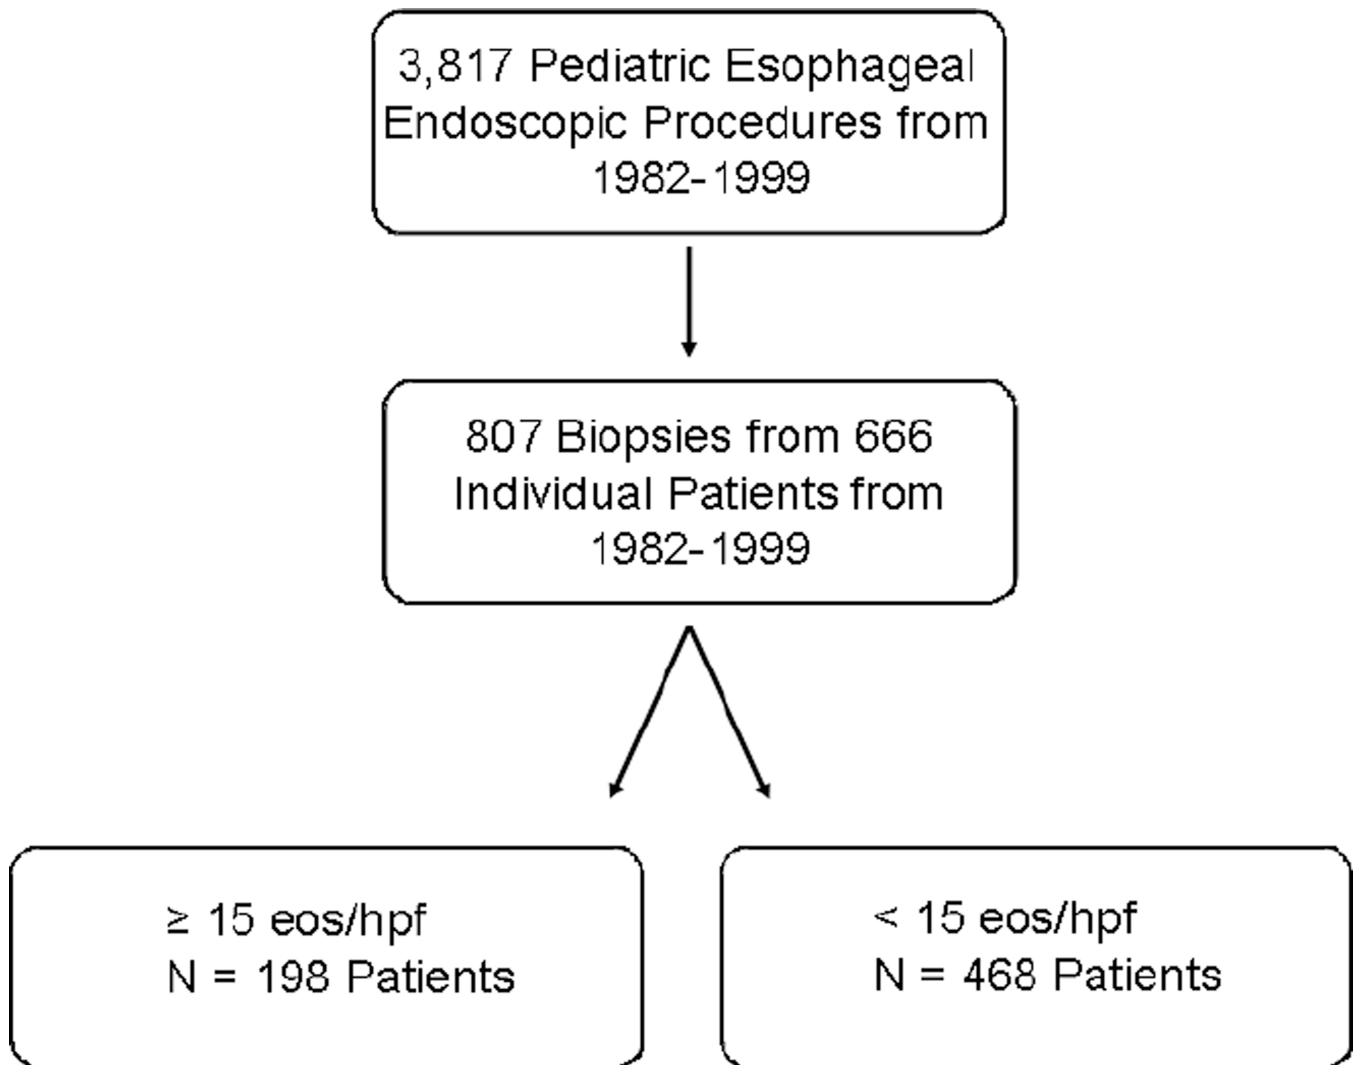 3,817 Pediatric Esophageal
Endoscopic Procedures from
1982-1999
807 Biopsies from 666
Individual Patients from
1982-1999
≥ 15 eos/hpf
N = 198 Patients
< 15 eos/hpf
N = 468 Patients